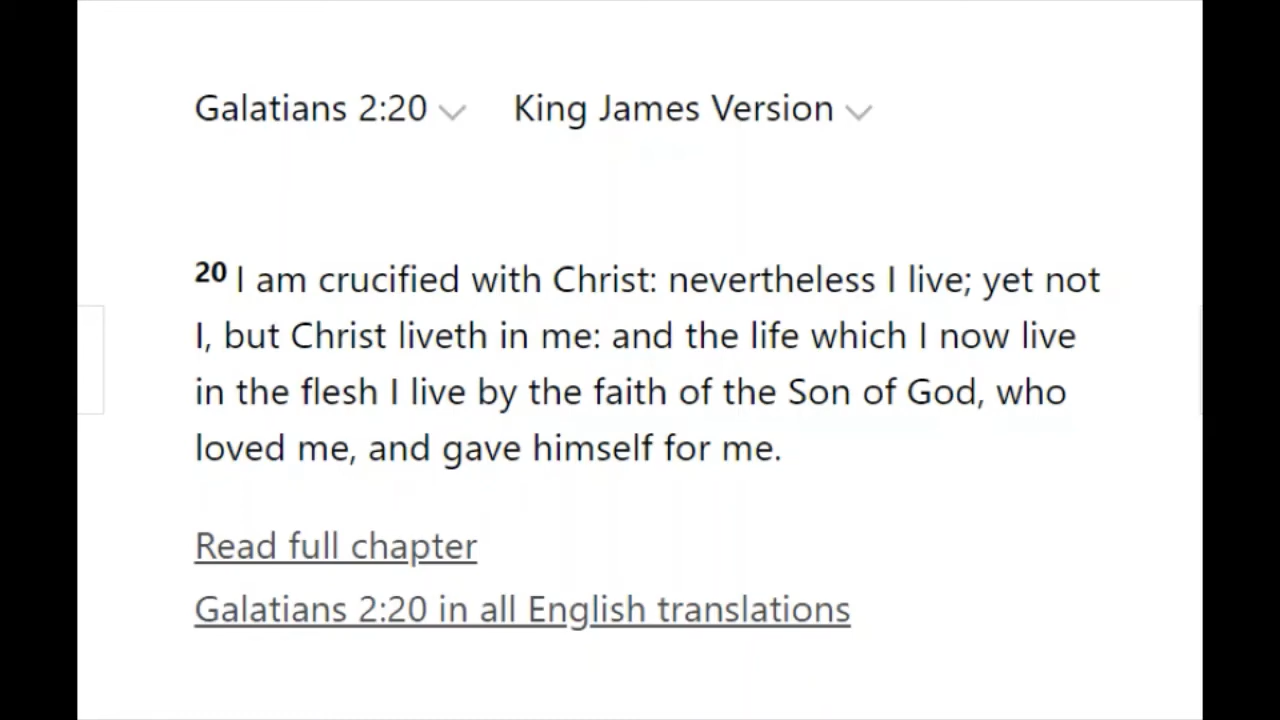 Galatians 2:20 King James Version
20 I am crucified with Christ: nevertheless I live; yet not
I, but Christ liveth in me: and the life which I now live
in the flesh I live by the faith of the Son of God, who
loved me, and gave himself for me.
Read full chapter
Galatians 2:20 in all English translations